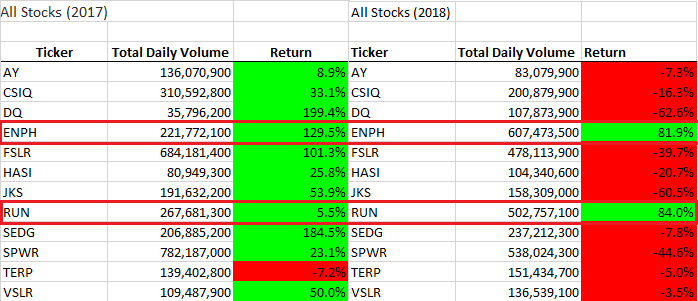 All Stocks (2017) All Stocks (2018)
Ticker Total Daily Volume Return Ticker Total Daily Volume Return
AY 136,070,900 8.9% AY 83,079,900 -7.3%
CSIQ 310,592,800 33.1% CSIQ 200,879,900 -16.3%
DQ 35,796,200 199.4% DQ 107,873,900 -62.6%
ENPH 221,772,100 129.5% ENPH 607,473,500 81.9%
FSLR 684,181,400 101.3% FSLR 478,113,900 -39.7%
HASI 80,949,300 25.8% HASI 104,340,600 -20.7%
JKS 191,632,200 53.9% JKS 158,309,000 -60.5%
RUN 267,681,300 5.5% RUN 502,757,100 84.0%
SEDG 206,885,200 184.5% SEDG 237,212,300 -7.8%
SPWR 782,187,000 23.1% SPWR 538,024,300 -44.6%
TERP 139,402,800 -7.2% TERP 151,434,700 -5.0%
VSLR 109,487,900 50.0% VSLR 136,539,100 -3.5%